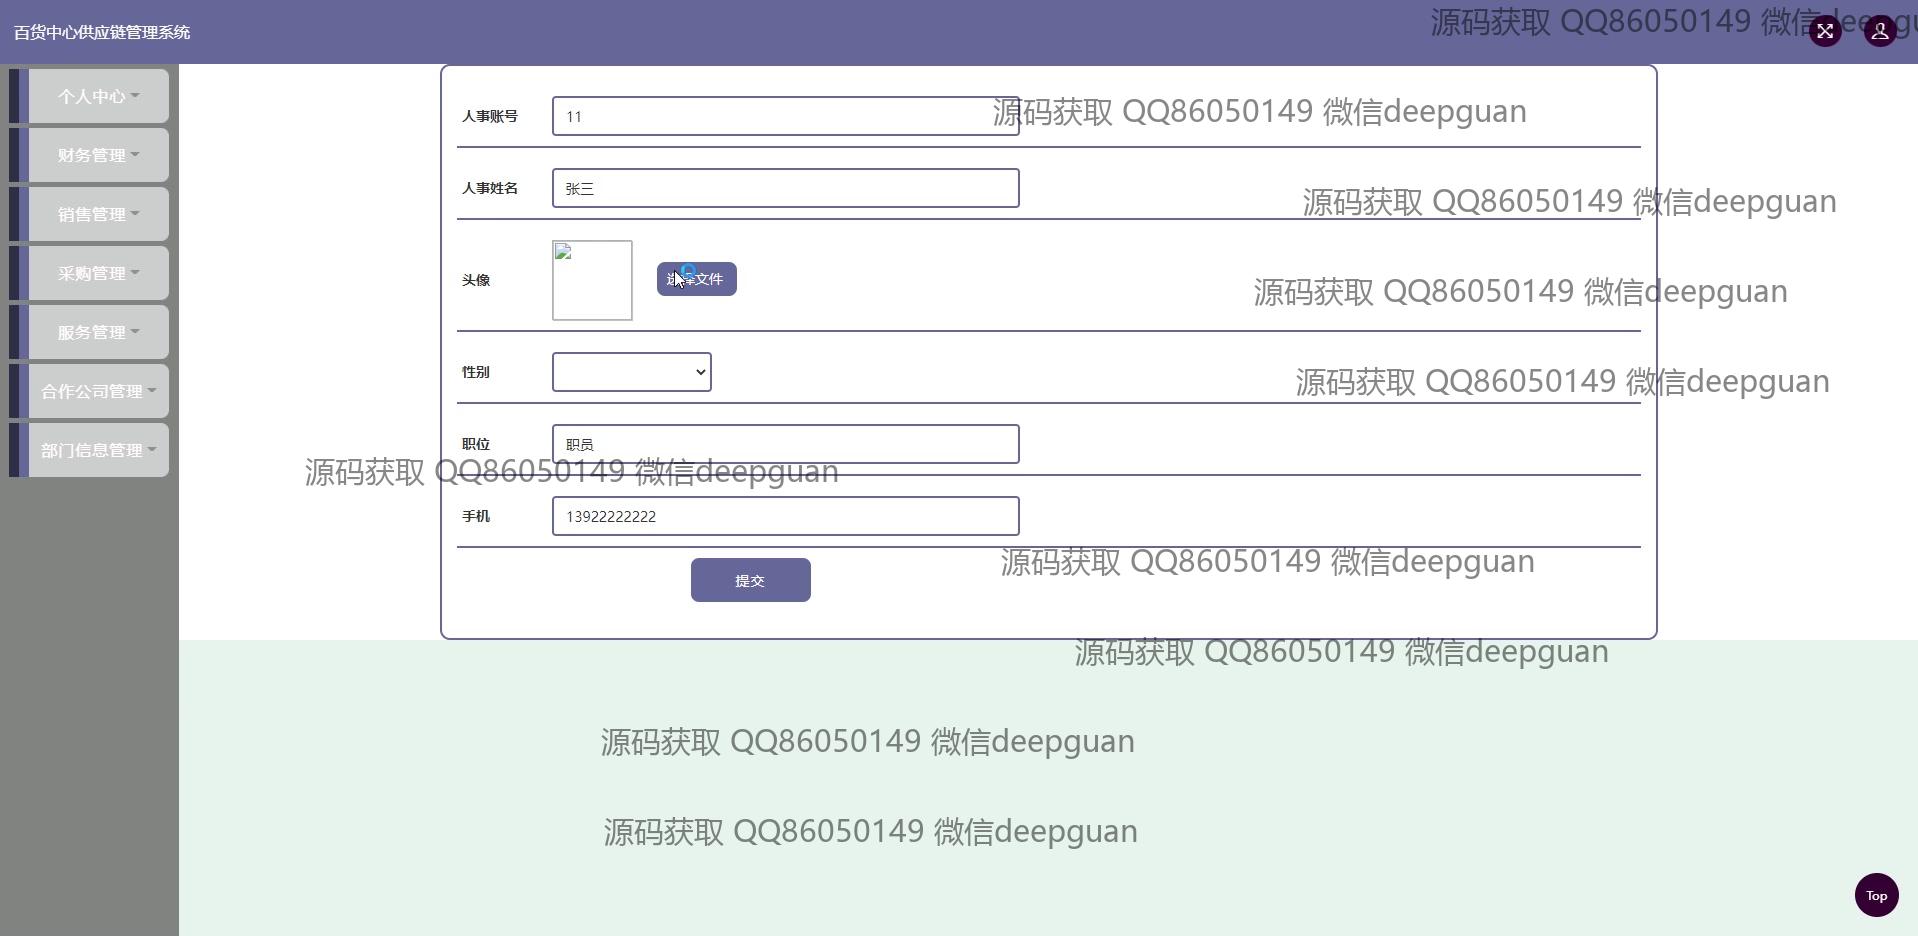 百货中心供应链管理系统
源码获取 QQ86050149 微信deepgu
个人中心
财务管理
销售管理
采购管理
服务管理
合作公司管理
部门信息管理
人事账号
11
源码获取 QQ86050149 微信deepguan
人事姓名
张三
源码获取 QQ86050149 微信deepguan
头像
选择文件
源码获取 QQ86050149 微信deepguan
性别
源码获取 QQ86050149 微信deepguan
职位
职员
源码获取 QQ86050149 微信deepguan
手机
13922222222
源码获取 QQ86050149 微信deepguan
提交
源码获取 QQ86050149 微信deepguan
源码获取 QQ86050149 微信deepguan
源码获取 QQ86050149 微信deepguan
Top